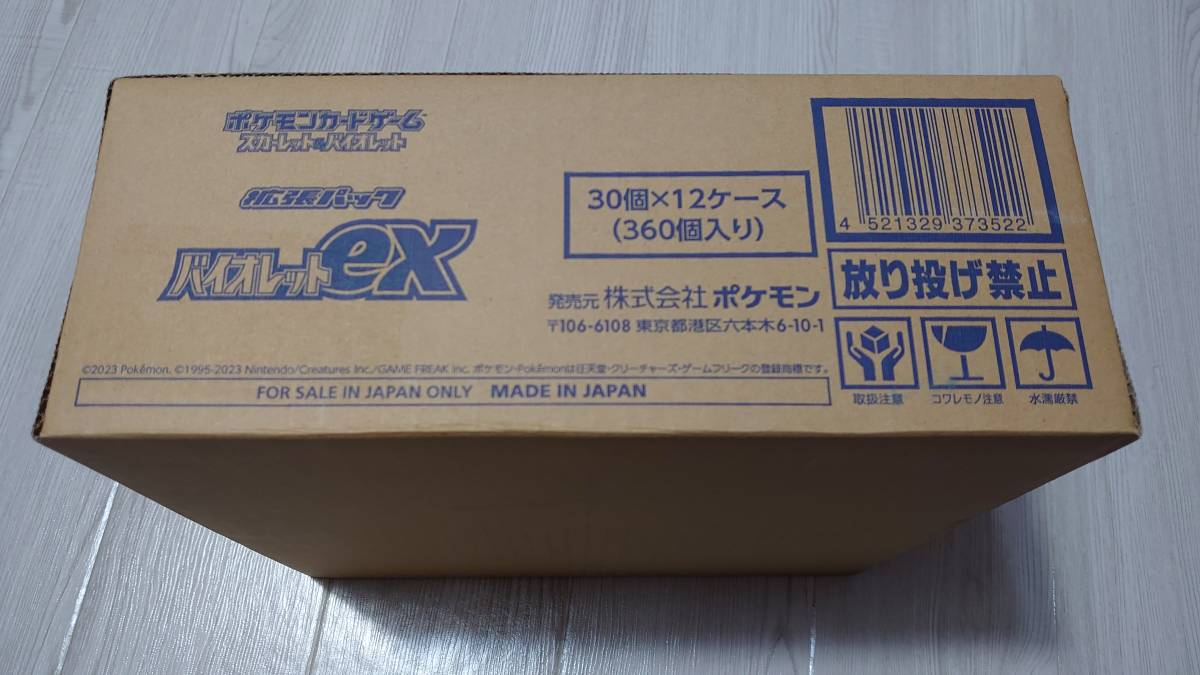 ポケモンカードゲーム
スカーレット&バイオレット
拡張パック
バイオレットex
30個×12ケース
(360個入り)
発売元 株式会社 ポケモン
〒106-6108 東京都港区六本木6-10-1
4 521329 373522
放り投げ禁止
取扱注意 コワレモノ注意 水濡厳禁
©2023 Pokémon. ©1995-2023 Nintendo/Creatures Inc./GAME FREAK inc. ポケモン・Pokémonは任天堂・クリーチャーズ・ゲームフリークの登録商標です。
FOR SALE IN JAPAN ONLY MADE IN JAPAN